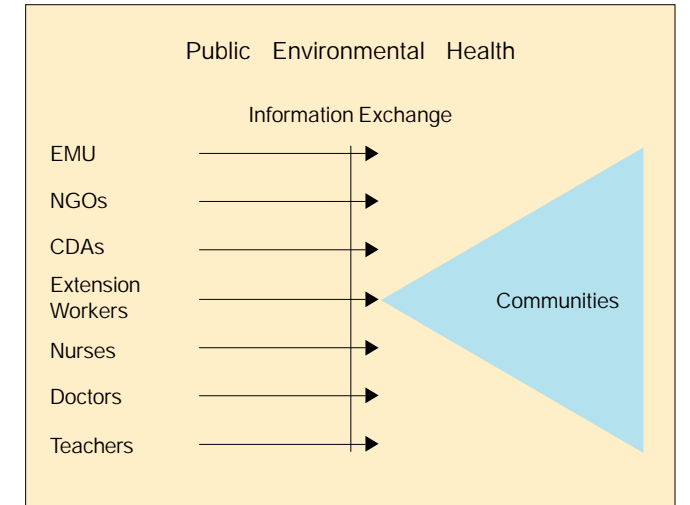 Public Environmental Health
Information Exchange
EMU
NGOs
CDAs
Extension
Workers
Communities
Nurses
Doctors
Teachers